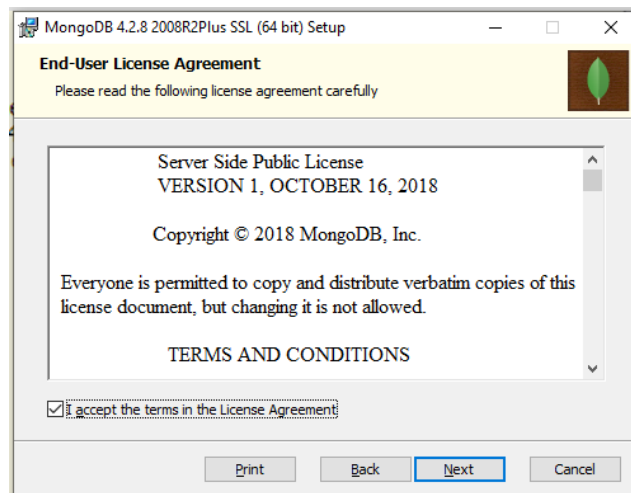 MongoDB 4.2.8 2008R2Plus SSL (64 bit) Setup
End-User License Agreement
Please read the following license agreement carefully
Server Side Public License
VERSION 1, OCTOBER 16, 2018
Copyright © 2018 MongoDB, Inc.
Everyone is permitted to copy and distribute verbatim copies of this
license document, but changing it is not allowed.
TERMS AND CONDITIONS
I accept the terms in the License Agreement
Print Back Next Cancel